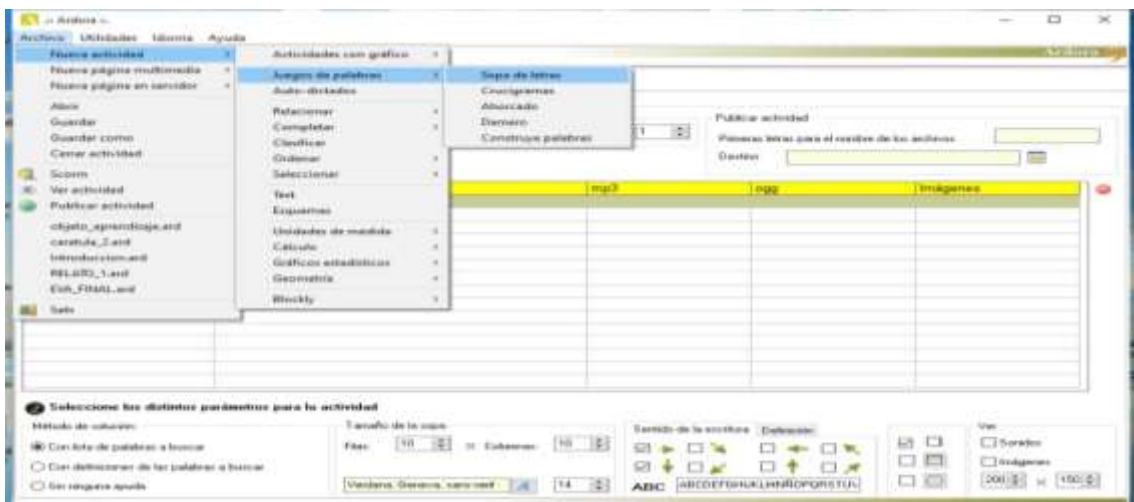 .: Ardora :.
Archivo Utilidades Idioma Ayuda
Ardora
Nueva actividad
Nueva página multimedia
Nueva página en servidor
Abrir
Guardar
Guardar como
Cerrar actividad
Scorm
Ver actividad
Publicar actividad
objeto_aprendizaje.ard
caratula_2.ard
Introduccion.ard
RELATO_1.ard
EVA_FINAL.ard
Salir
Actividades con gráfico
Juegos de palabras
Auto-dictados
Relacionar
Completar
Clasificar
Ordenar
Seleccionar
Test
Esquemas
Unidades de medida
Cálculo
Gráficos estadísticos
Geometría
Blockly
Sopa de letras
Crucigramas
Ahorcado
Damero
Construye palabras
1
Publicar actividad
Primeras letras para el nombre de los archivos
Destino
mp3 ogg Imágenes
Seleccione los distintos parámetros para la actividad
Método de solución
Con lista de palabras a buscar
Con definiciones de las palabras a buscar
Sin ninguna ayuda
Tamaño de la sopa
Filas: 10 x Columnas: 10
Verdana, Geneva, sans-serif 14
Sentido de la escritura Definición
ABC ABCDEFGHIJKLMNÑOPQRSTUV
Ver
Sonidos
Imágenes
200 x 150